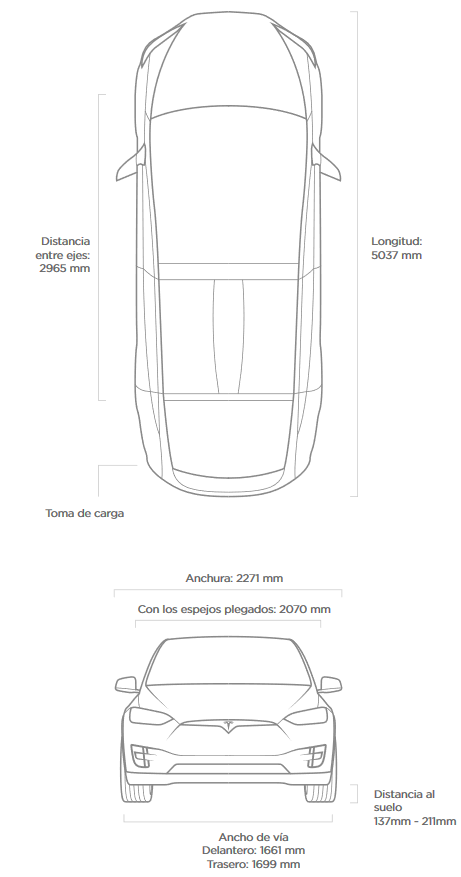 Distancia
entre ejes:
2965 mm
Longitud:
5037 mm
Toma de carga
Anchura: 2271 mm
Con los espejos plegados: 2070 mm
Distancia al
suelo
137mm - 211mm
Ancho de vía
Delantero: 1661 mm
Trasero: 1699 mm